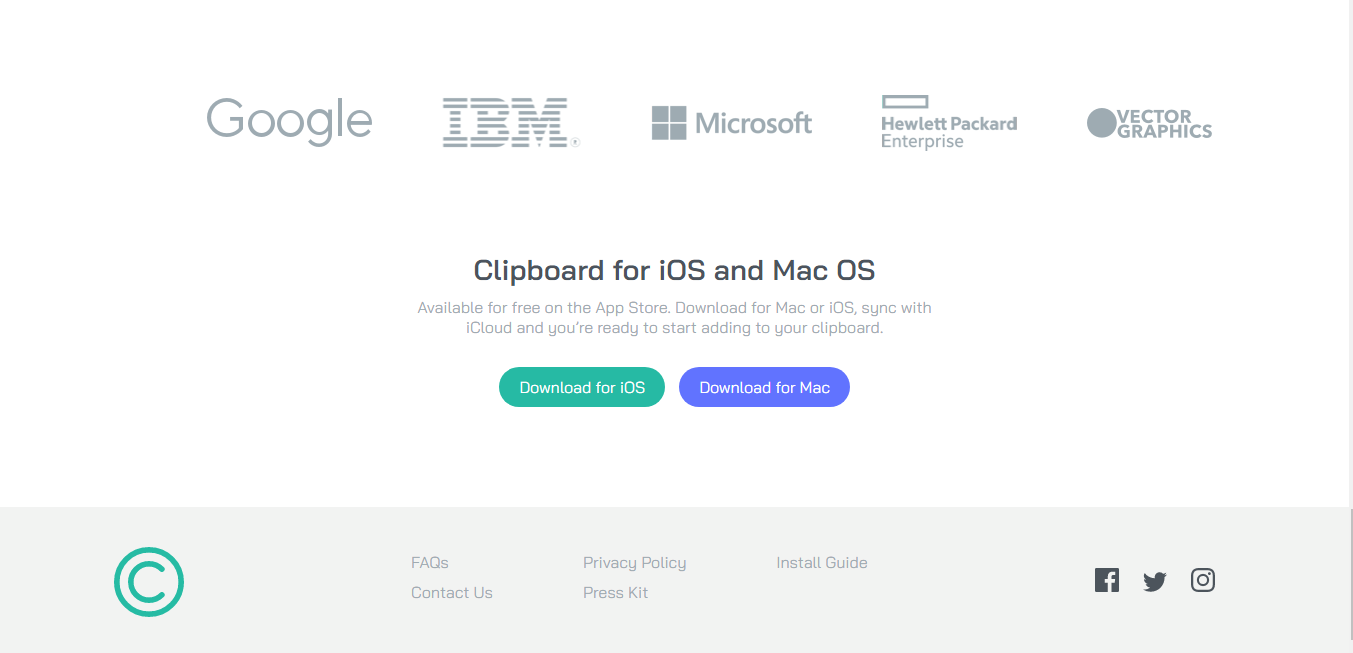 Google
IBM®
Microsoft
Hewlett Packard
Enterprise
VECTOR
GRAPHICS
Clipboard for iOS and Mac OS
Available for free on the App Store. Download for Mac or iOS, sync with
iCloud and you’re ready to start adding to your clipboard.
Download for iOS
Download for Mac
FAQs
Contact Us
Privacy Policy
Press Kit
Install Guide